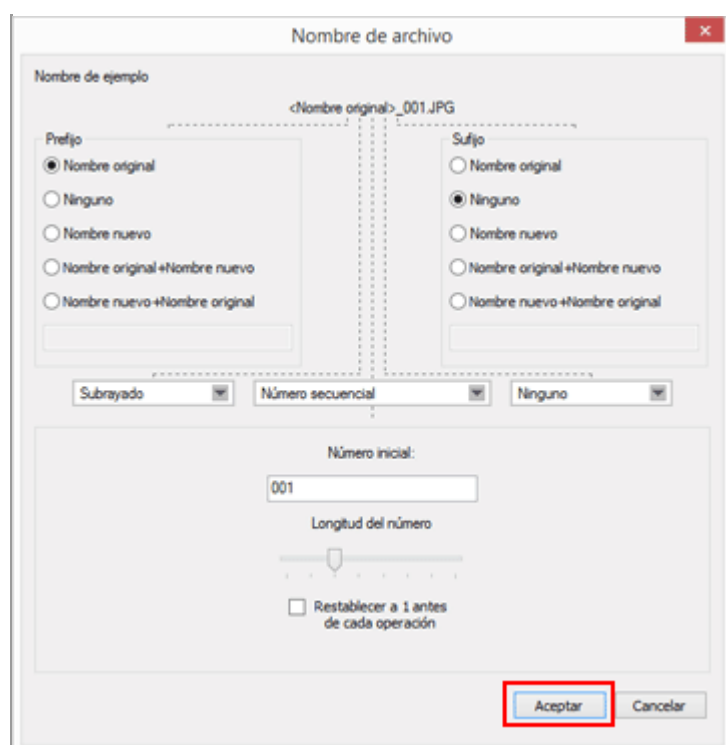 Nombre de archivo
Nombre de ejemplo
<Nombre original>_001.JPG
Prefijo
Nombre original
Ninguno
Nombre nuevo
Nombre original+Nombre nuevo
Nombre nuevo+Nombre original
Sufijo
Nombre original
Ninguno
Nombre nuevo
Nombre original+Nombre nuevo
Nombre nuevo+Nombre original
Subrayado
Número secuencial
Ninguno
Número inicial:
001
Longitud del número
Restablecer a 1 antes
de cada operación
Aceptar
Cancelar